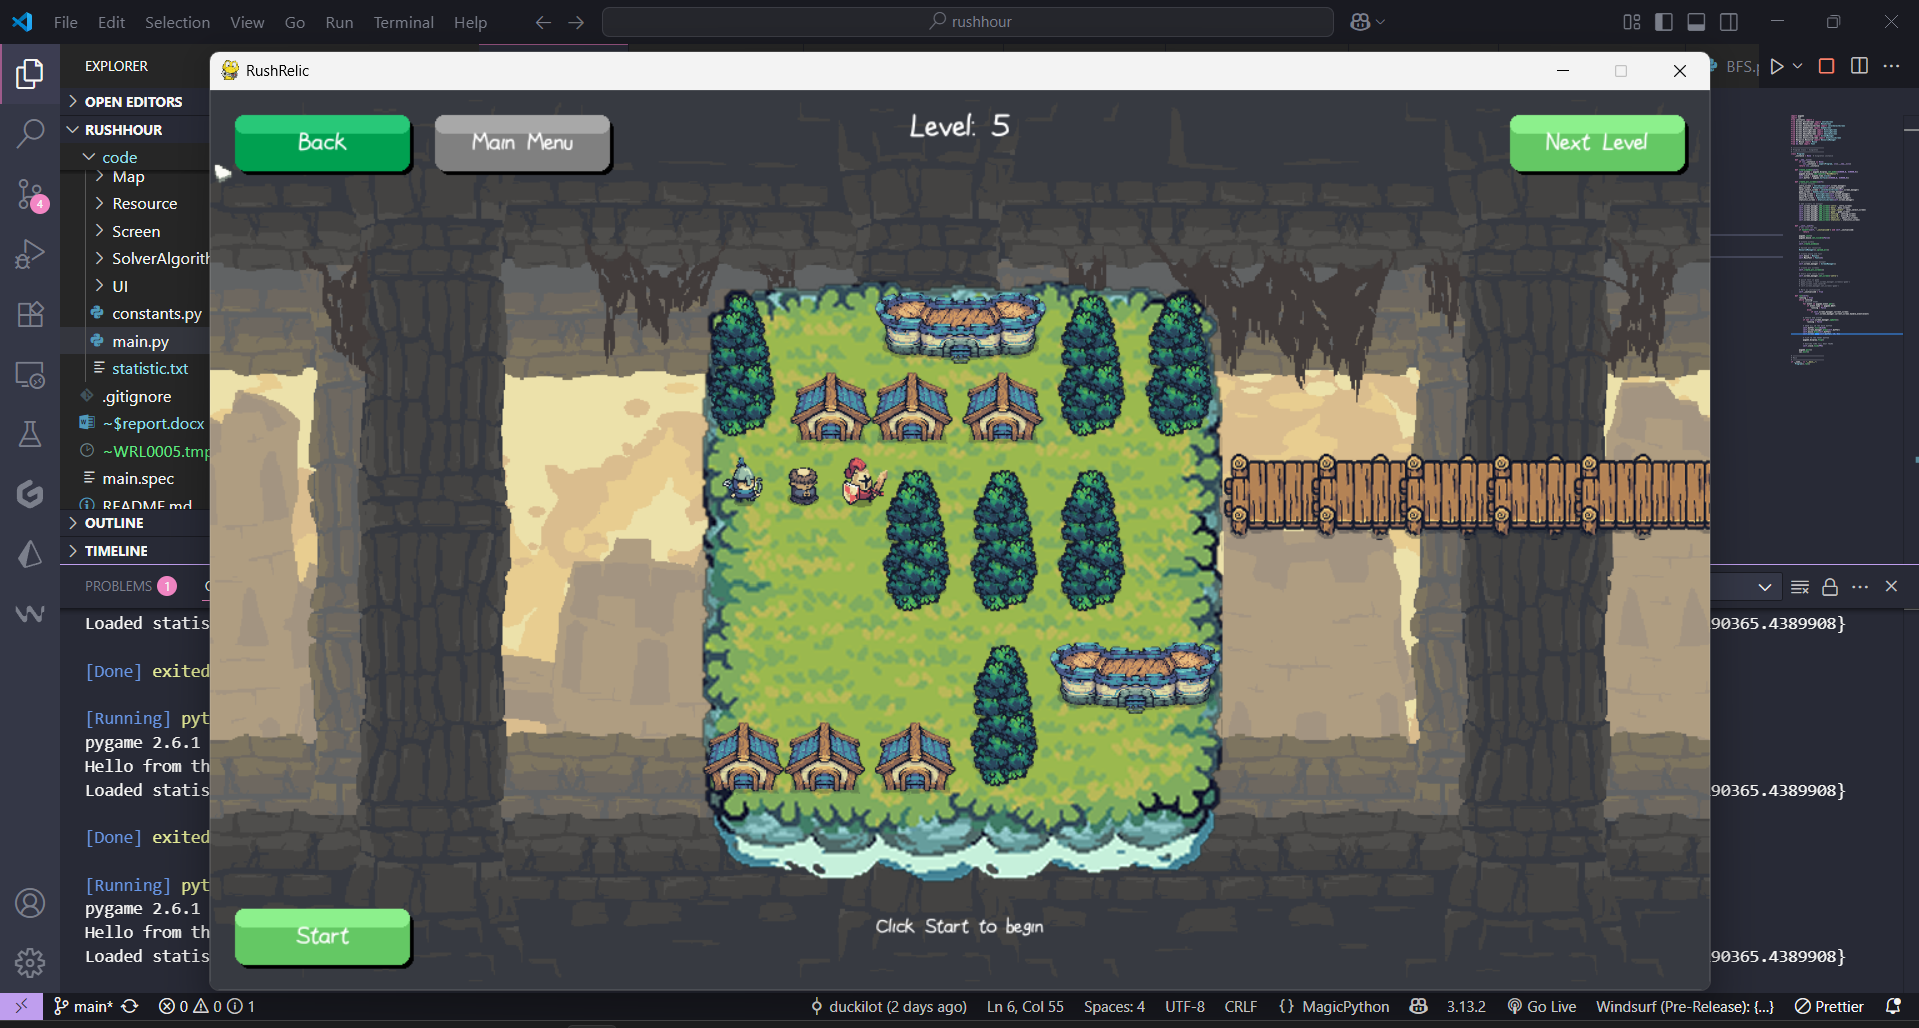 File Edit Selection View Go Run Terminal Help
rushhour
EXPLORER
OPEN EDITORS
RUSHHOUR
code
Map
Resource
Screen
SolverAlgorith
UI
constants.py
main.py
statistic.txt
.gitignore
~$report.docx
~WRL0005.tmp
main.spec
README.md
OUTLINE
TIMELINE
BFS.p
RushRelic
Back
Main Menu
Level: 5
Next Level
Start
Click Start to begin
PROBLEMS 1
Loaded statis
90365.4389908}
[Done] exited
[Running] pyt
pygame 2.6.1
Hello from th
Loaded statis
90365.4389908}
[Done] exited
[Running] pyt
pygame 2.6.1
Hello from th
Loaded statis
90365.4389908}
4
main* 0 0 1 duckilot (2 days ago) Ln 6, Col 55 Spaces: 4 UTF-8 CRLF {} MagicPython 3.13.2 Go Live Windsurf (Pre-Release): {...} Prettier